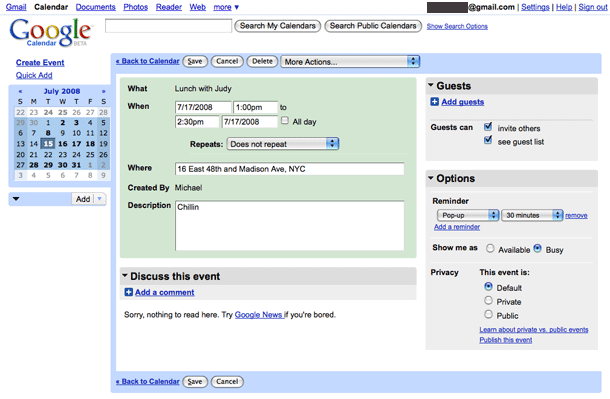 Gmail Calendar Documents Photos Reader Web more ▼
@gmail.com | Settings | Help | Sign out
Google
Calendar BETA
Search My Calendars Search Public Calendars Show Search Options
Create Event
Quick Add
« July 2008 »
S M T W T F S
22 23 24 25 26 27 28
29 30 1 2 3 4 5
6 7 8 9 10 11 12
13 14 15 16 17 18 19
20 21 22 23 24 25 26
27 28 29 30 31 1 2
3 4 5 6 7 8 9
Add
« Back to Calendar Save Cancel Delete More Actions...
What Lunch with Judy
When 7/17/2008 1:00pm to
2:30pm 7/17/2008 All day
Repeats: Does not repeat
Where 16 East 48th and Madison Ave, NYC
Created By Michael
Description Chillin
Discuss this event
Add a comment
Sorry, nothing to read here. Try Google News if you're bored.
« Back to Calendar Save Cancel
Guests
Add guests
Guests can invite others
see guest list
Options
Reminder
Pop-up 30 minutes remove
Add a reminder
Show me as Available Busy
Privacy This event is:
Default
Private
Public
Learn about private vs. public events
Publish this event